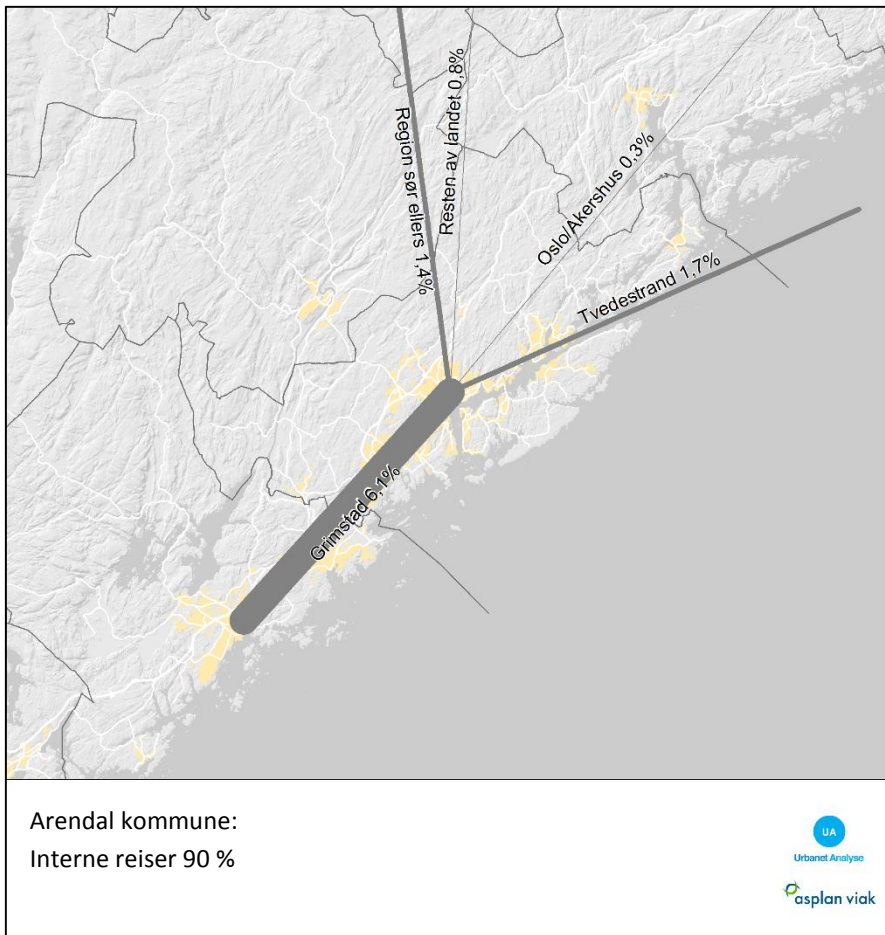 Region sør ellers 1,4%
Resten av landet 0,8%
Oslo/Akershus 0,3%
Tvedestrand 1,7%
Grimstad 6,1%
Arendal kommune:
Interne reiser 90 %
UA
Urbanet Analyse
asplan viak